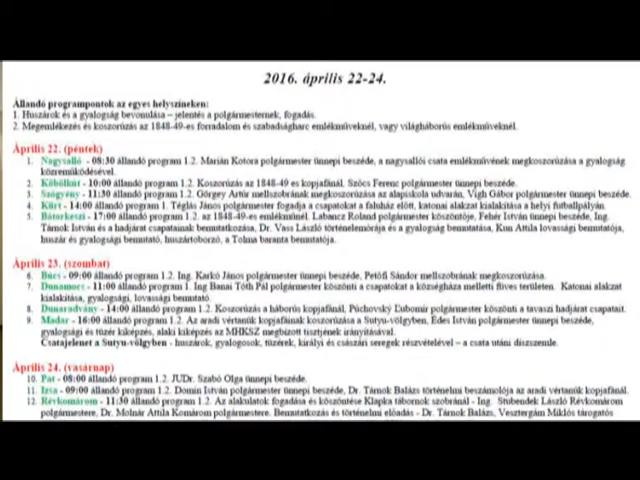 2016. április 22-24.
Állandó programpontok az egyes helyszíneken:
1. Huszárok és a gyalogság bevonulása – jelentés a polgármesternek, fogadás.
2. Megemlékezés és koszorúzás az 1848-49-es forradalom és szabadságharc emlékműveknél, vagy világháborús emlékműveknél.
Április 22. (péntek)
1. Nagysalló - 08:30 állandó program 1.2. Marián Kotora polgármester ünnepi beszéde, a nagysallói csata emlékművének megkoszorúzása a gyalogság
közreműködésével.
2. Köbölkút - 10:00 állandó program 1.2. Koszorúzás az 1848-49-es kopjafánál. Szöcs Ferenc polgármester ünnepi beszéde.
3. Szőgyény - 11:30 állandó program 1.2. Görgey Artúr mellszobrának megkoszorúzása az alapiskola udvarán, Vígh Gábor polgármester ünnepi beszéde.
4. Kürt - 14:00 állandó program 1. Téglás János polgármester fogadja a csapatokat a faluház előtt, katonai alakzat kialakítása a helyi futballpályán.
5. Bátorkeszi - 17:00 állandó program 1.2. az 1848-49-es emlékműnél. Labancz Roland polgármester köszöntője, Fehér István ünnepi beszéde, Ing.
Tárnok István és a hadjárat csapatainak bemutatkozása, Dr. Vass László történelemórája és a gyalogság bemutatása, Knn Attila lovassági bemutatója,
huszár és gyalogsági bemutató, huszártoborzó, a Tolma baranta bemutatója.
Április 23. (szombat)
6. Búcs - 09:00 állandó program 1.2. Ing. Karkó János polgármester ünnepi beszéde, Petőfi Sándor mellszobrának megkoszorúzása.
7. Dunamocs - 11:00 állandó program 1 Ing Banai Tóth Pál polgármester köszönti a csapatokat a községháza melletti füves területen. Katonai alakzat
kialakítása, gyalogsági, lovassági bemutató.
8. Dunaradvány - 14:00 állandó program 1.2. Koszorúzás a háborús kopjafánál, Púchovský Ľubomír polgármester köszönti a tavaszi hadjárat csapatait.
9. Madar - 16:00 állandó program 1.2. Az aradi vértanúk kopjafáinak koszorúzása a Sutyu-völgyben, Édes István polgármester ünnepi beszéde,
gyalogsági és tüzér kiképzés, alaki kiképzés az MHKSZ megbízott tisztjének irányításával.
Csatajelenet a Sutyu-völgyben - huszárok, gyalogosok, tüzérek, királyi és császári seregek részvételével – a csata utáni díszszemle.
Április 24. (vasárnap)
10. Pat - 08:00 állandó program 1.2. JUDr. Szabó Olga ünnepi beszéde.
11. Izsa - 09:00 állandó program 1.2. Domin István polgármester ünnepi beszéde, Dr. Tárnok Balázs történelmi beszámolója az aradi vértanúk kopjafánál.
12. Révkomárom - 11:30 állandó program 1.2. Az alakulatok fogadása és köszöntése Klapka tábornok szobránál - Ing. Stubendek László Révkomárom
polgármestere, Dr. Molnár Attila Komárom polgármestere. Bemutatkozás és történelmi előadás - Dr. Tárnok Balázs, Vesztergám Miklós tárogatós